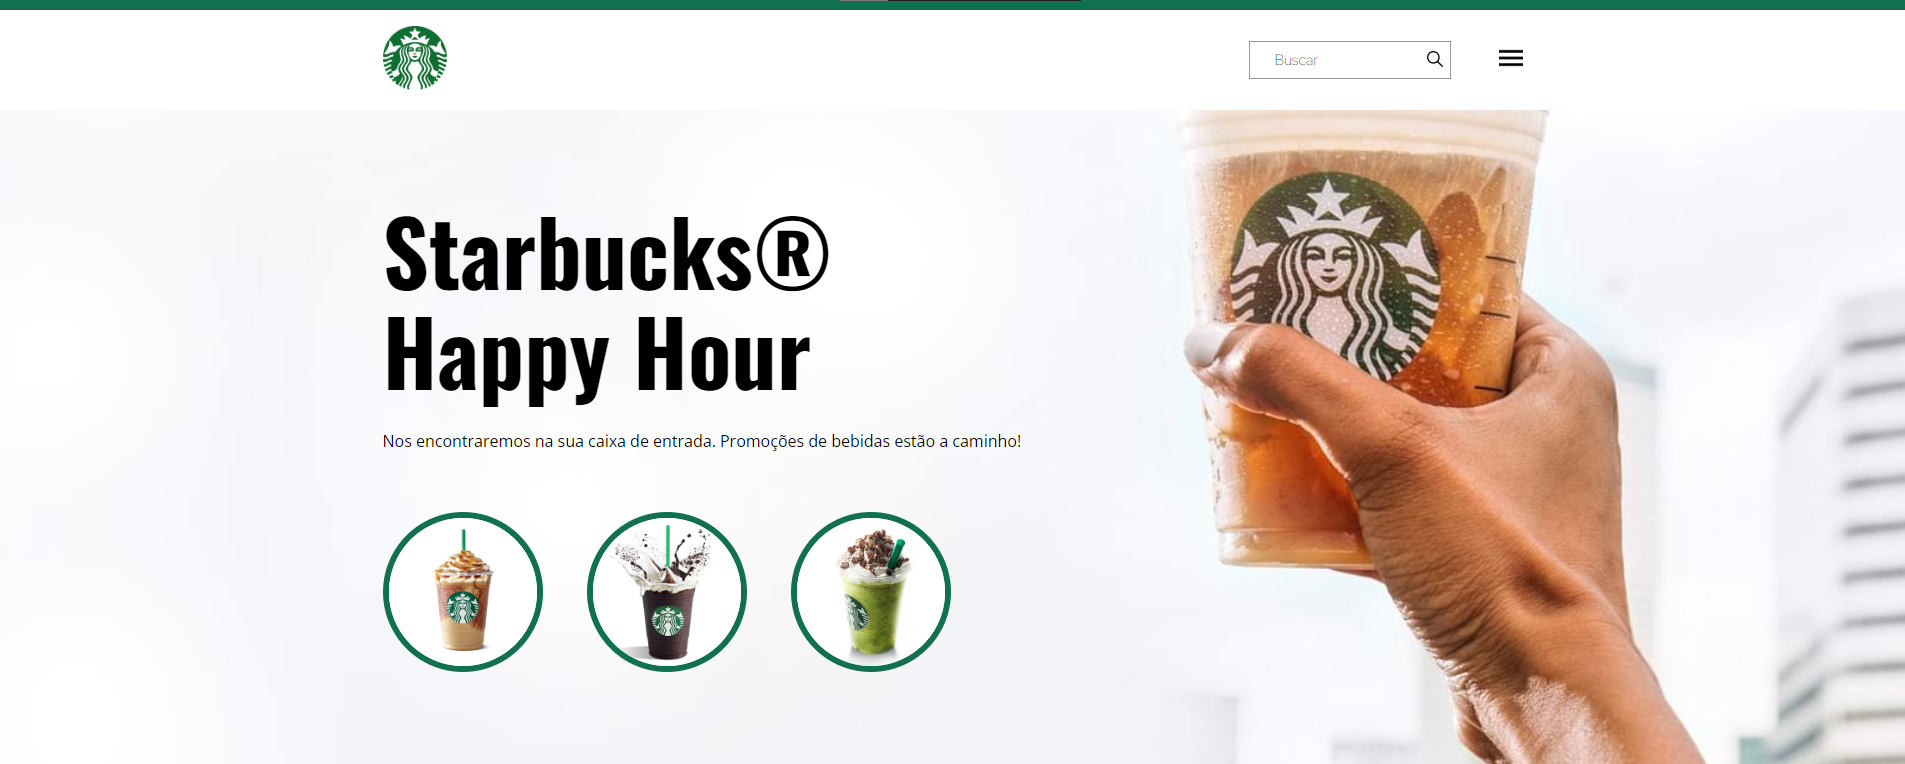 Buscar
Starbucks®
Happy Hour
Nos encontraremos na sua caixa de entrada. Promoções de bebidas estão a caminho!